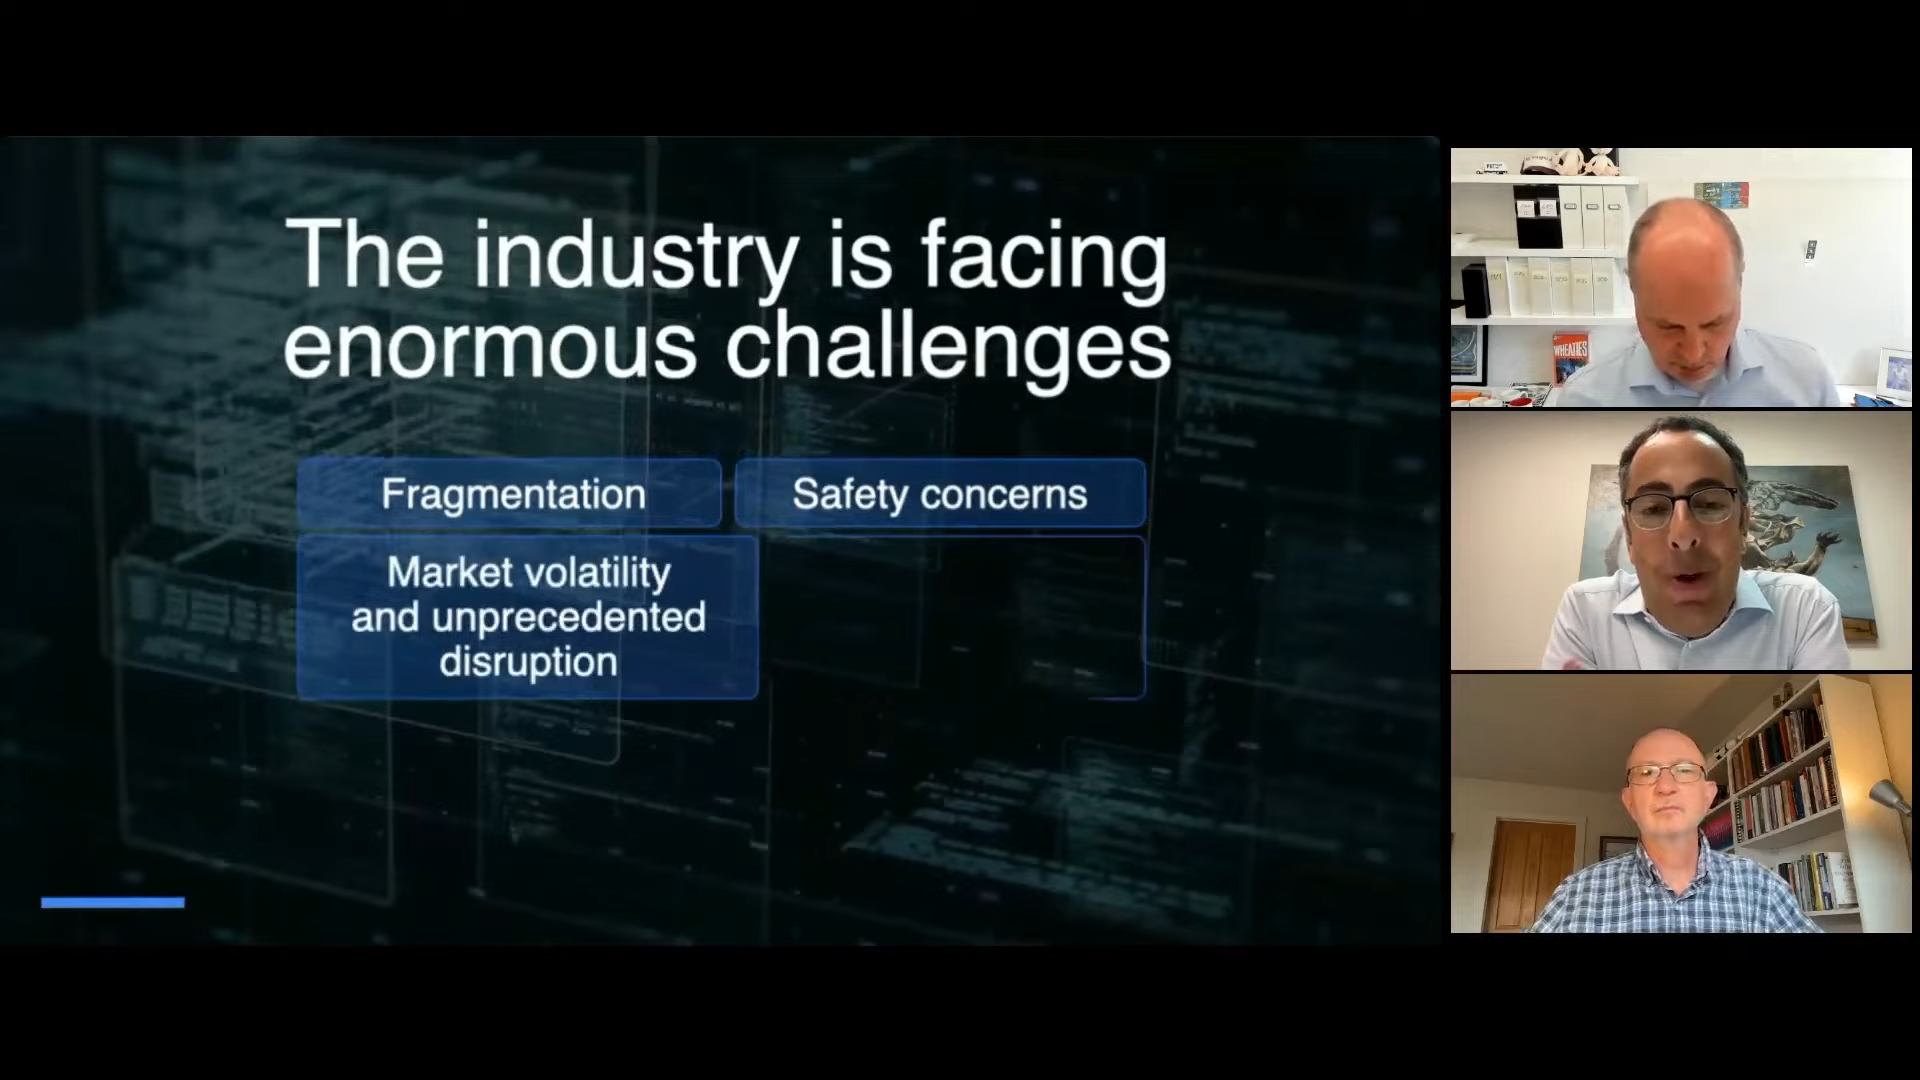 The industry is facing
enormous challenges
Fragmentation
Safety concerns
Market volatility
and unprecedented
disruption
WHEATIES